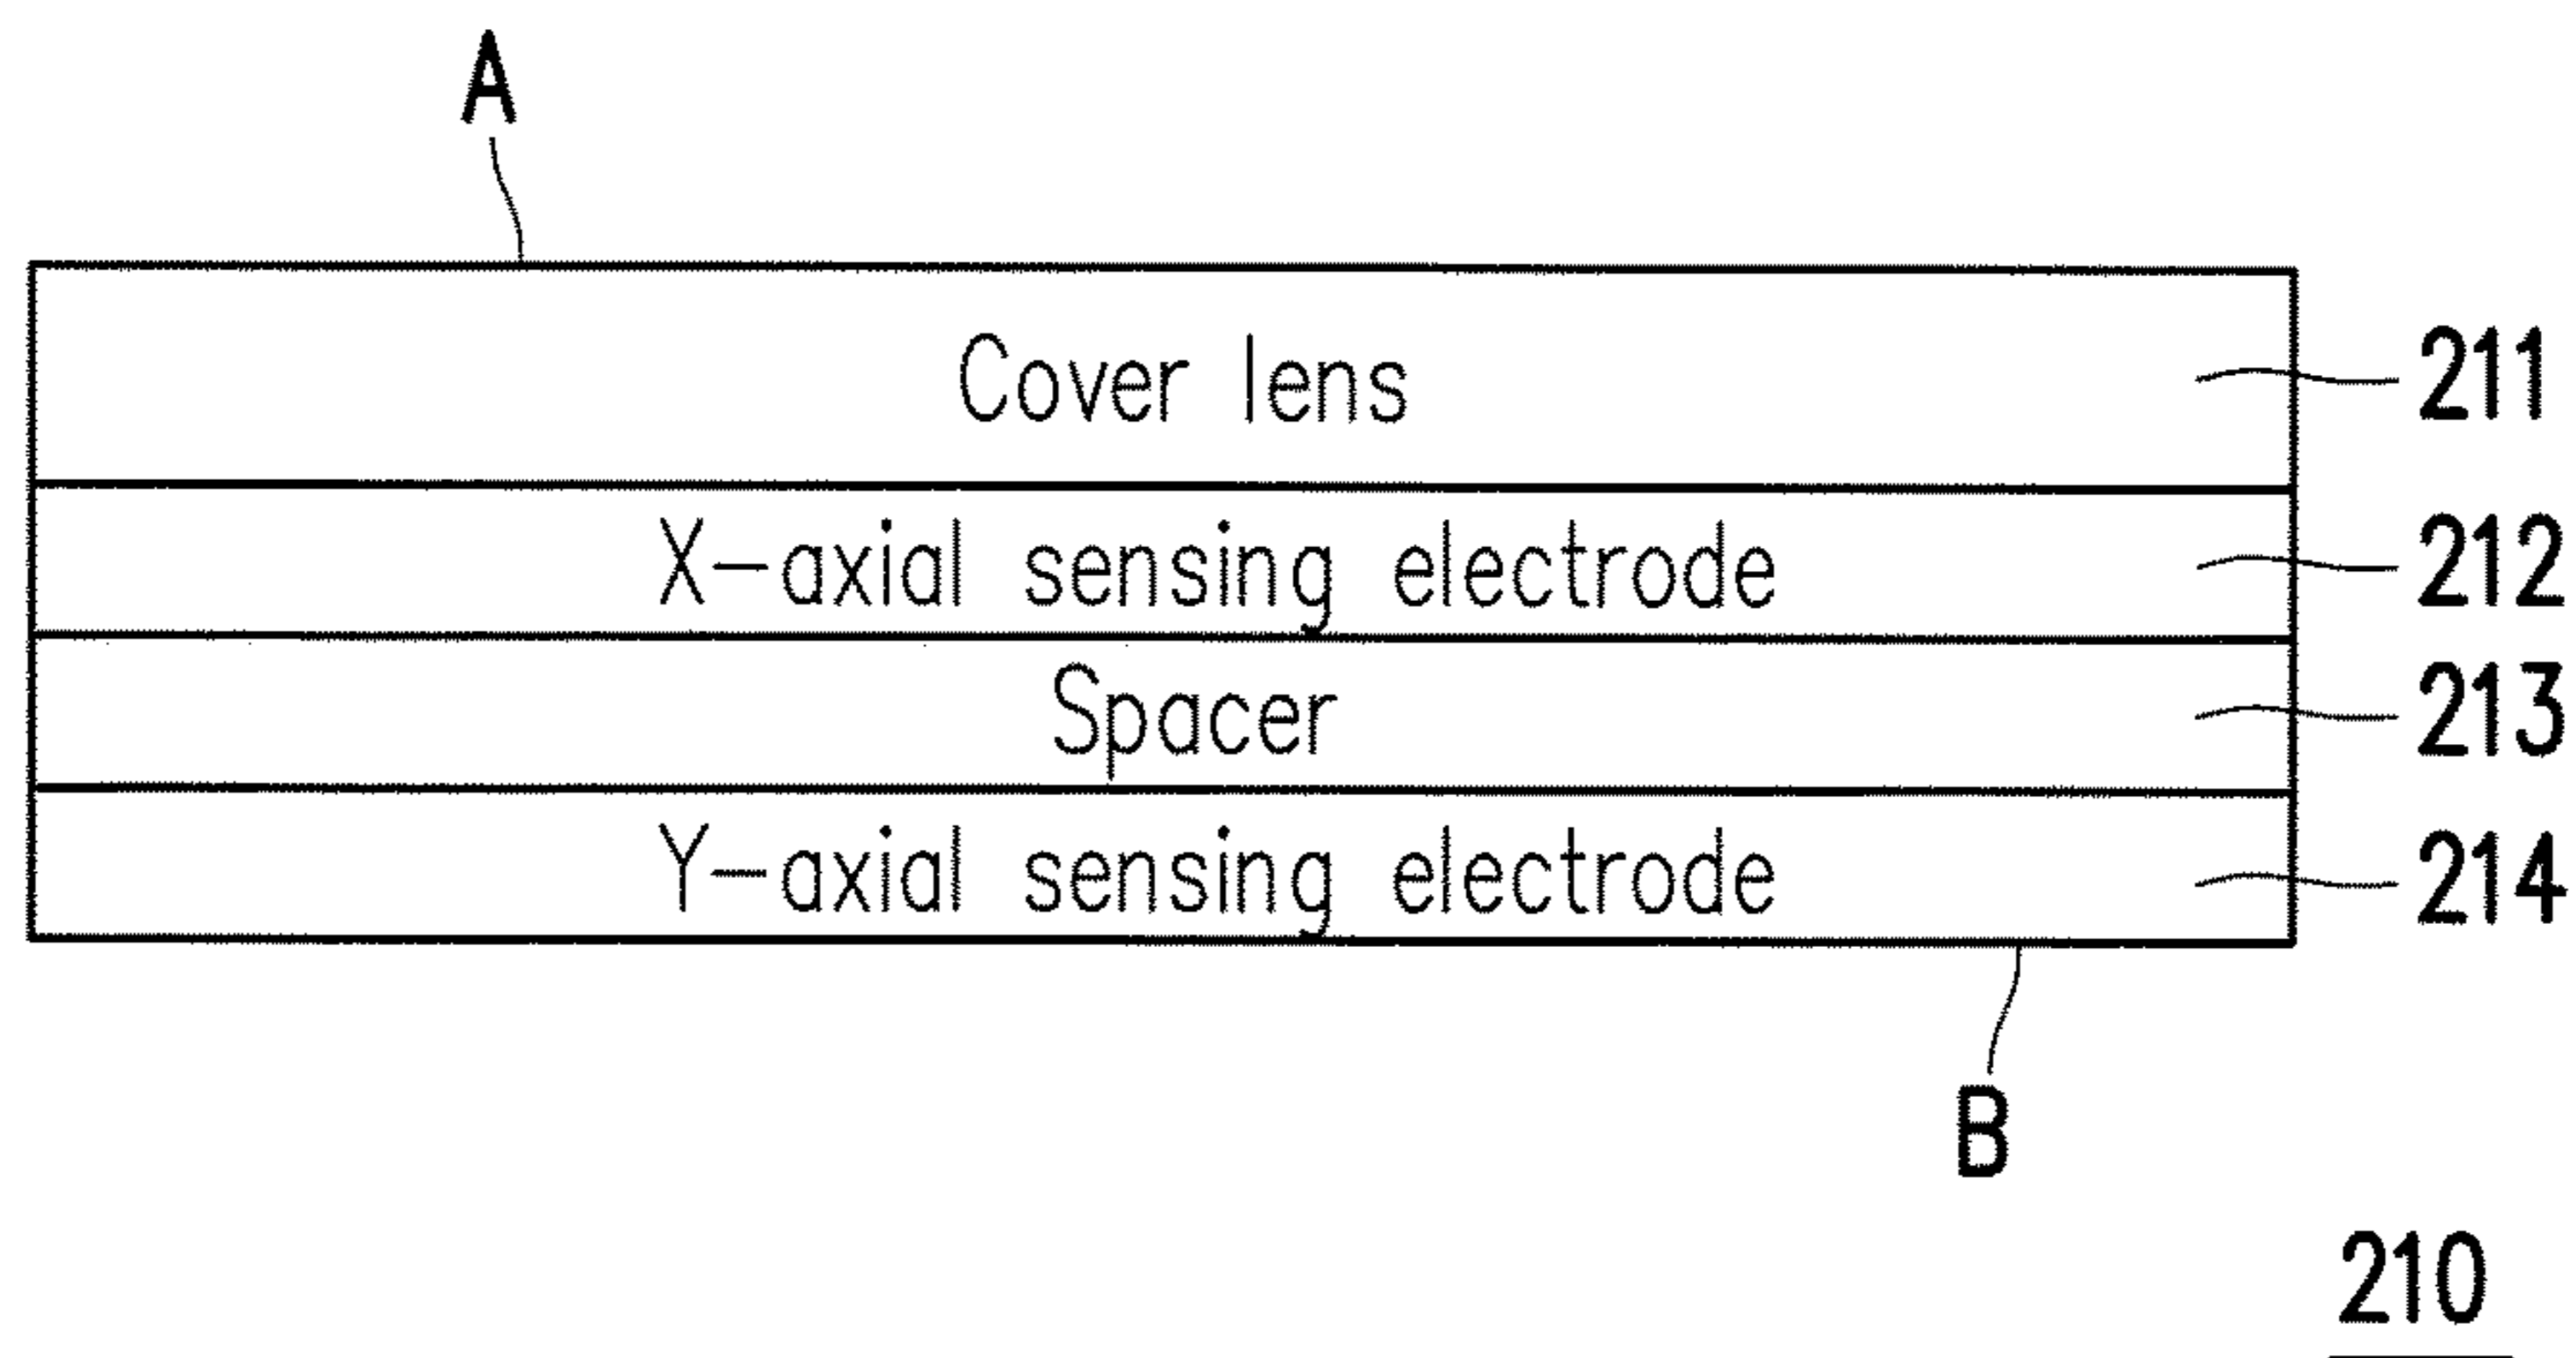 A
Cover lens 211
X-axial sensing electrode 212
Spacer 213
Y-axial sensing electrode 214
B
210